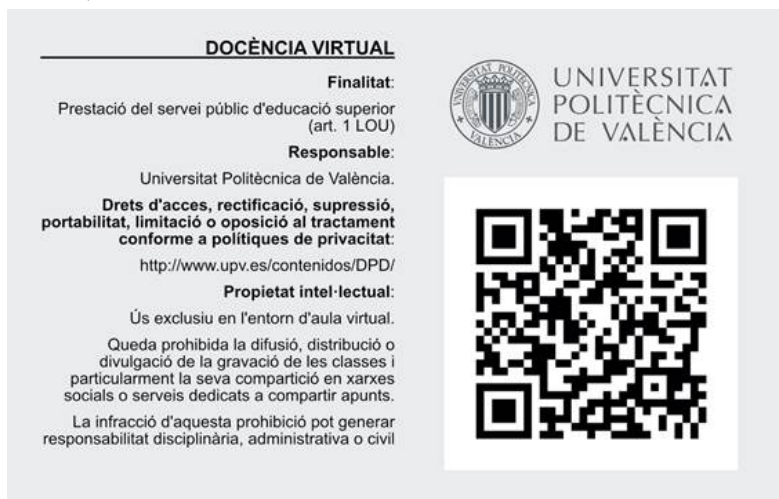 DOCÈNCIA VIRTUAL
Finalitat:
Prestació del servei públic d'educació superior
(art. 1 LOU)
Responsable:
Universitat Politècnica de València.
Drets d'acces, rectificació, supressió,
portabilitat, limitació o oposició al tractament
conforme a polítiques de privacitat:
http://www.upv.es/contenidos/DPD/
Propietat intel·lectual:
Ús exclusiu en l'entorn d'aula virtual.
Queda prohibida la difusió, distribució o
divulgació de la gravació de les classes i
particularment la seva compartició en xarxes
socials o serveis dedicats a compartir apunts.
La infracció d'aquesta prohibició pot generar
responsabilitat disciplinària, administrativa o civil
UNIVERSITAT POLITÈCNICA
VALÈNCIA
UNIVERSITAT
POLITÈCNICA
DE VALÈNCIA